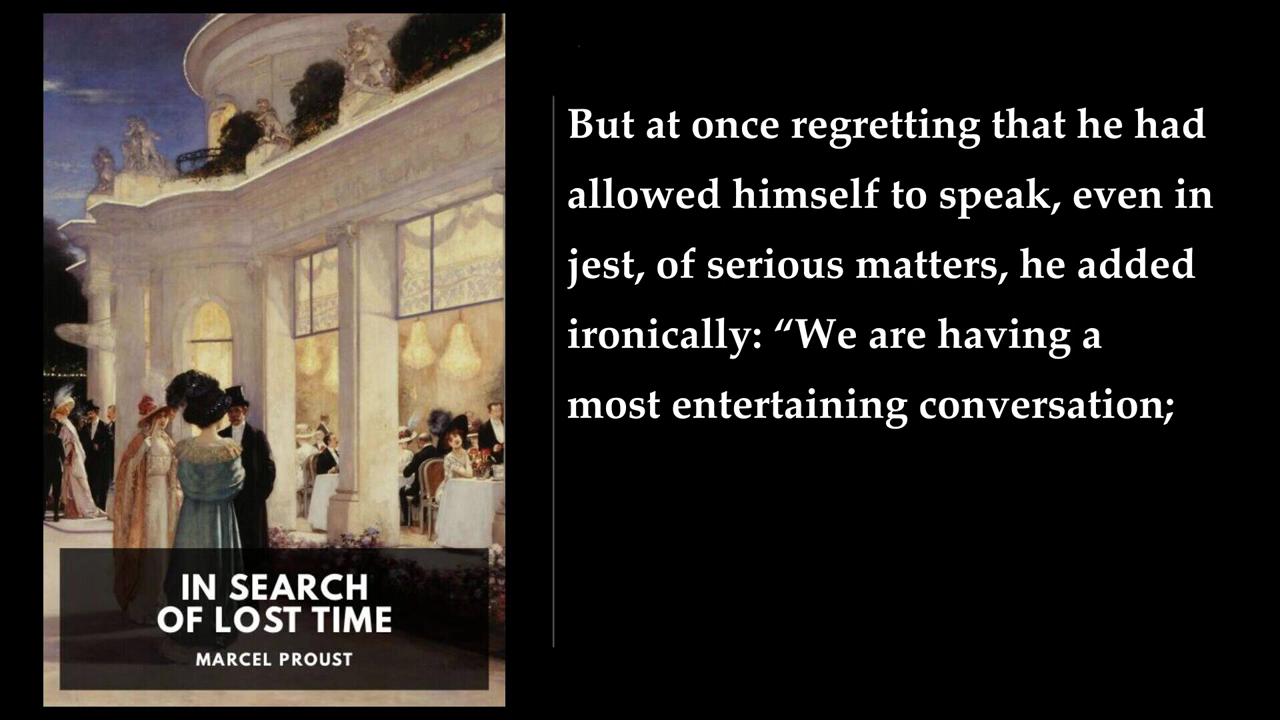 But at once regretting that he had
allowed himself to speak, even in
jest, of serious matters, he added
ironically: “We are having a
most entertaining conversation;
IN SEARCH
OF LOST TIME
MARCEL PROUST